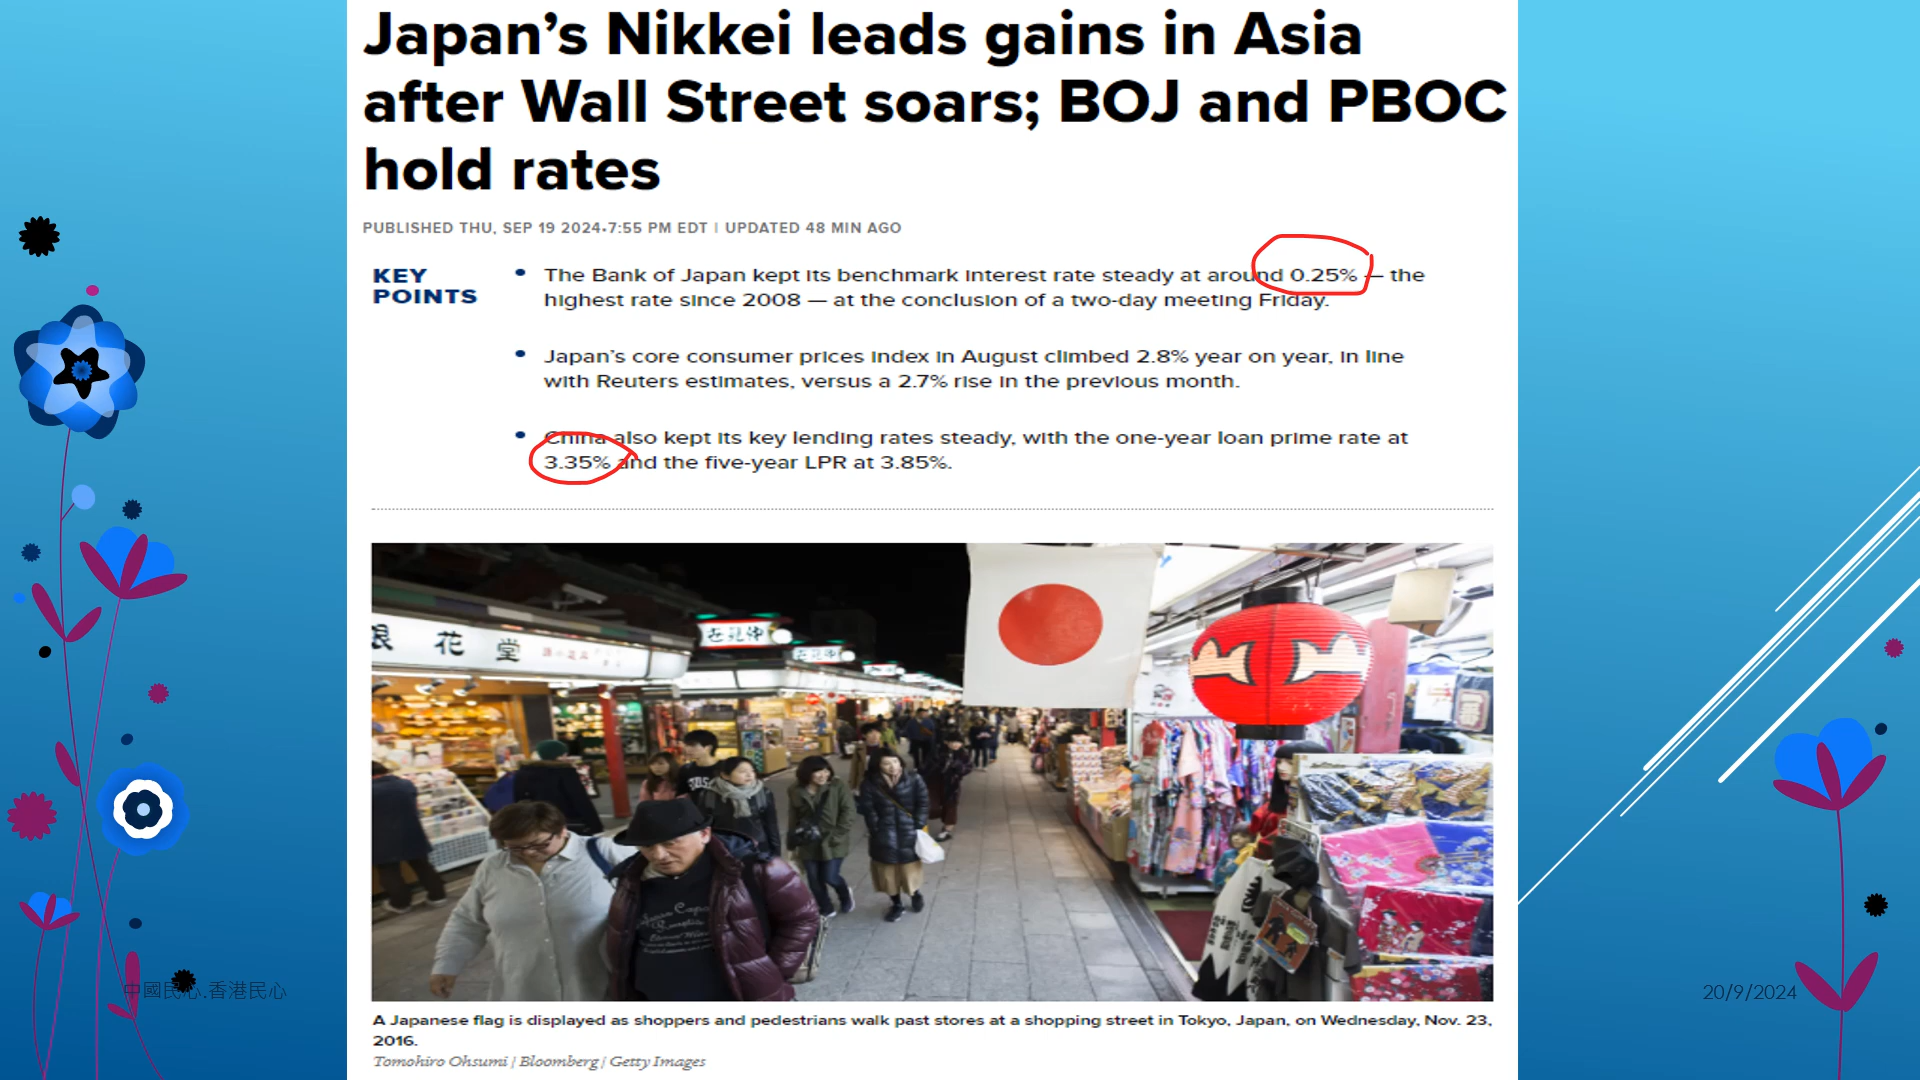 Japan’s Nikkei leads gains in Asia
after Wall Street soars; BOJ and PBOC
hold rates
PUBLISHED THU, SEP 19 2024•7:55 PM EDT | UPDATED 48 MIN AGO
KEY
POINTS
• The Bank of Japan kept its benchmark interest rate steady at around 0.25% — the
highest rate since 2008 — at the conclusion of a two-day meeting Friday.
• Japan’s core consumer prices index in August climbed 2.8% year on year, in line
with Reuters estimates, versus a 2.7% rise in the previous month.
• China also kept its key lending rates steady, with the one-year loan prime rate at
3.35% and the five-year LPR at 3.85%.
花 堂
A Japanese flag is displayed as shoppers and pedestrians walk past stores at a shopping street in Tokyo, Japan, on Wednesday, Nov. 23,
2016.
Tomohiro Ohsumi | Bloomberg | Getty Images
中國民心.香港民心
20/9/2024